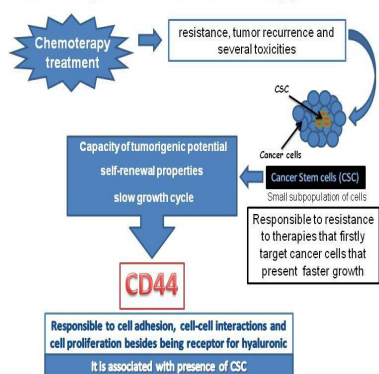 Chemoterapy
treatment
resistance, tumor recurrence and
several toxicities
CSC
Cancer cells
Cancer Stem cells (CSC)
Small subpopulation of cells
Responsible to resistance
to therapies that firstly
target cancer cells that
present faster growth
Capacity of tumorigenic potential
self-renewal properties
slow growth cycle
CD44
Responsible to cell adhesion, cell-cell interactions and
cell proliferation besides being receptor for hyaluronic
It is associated with presence of CSC